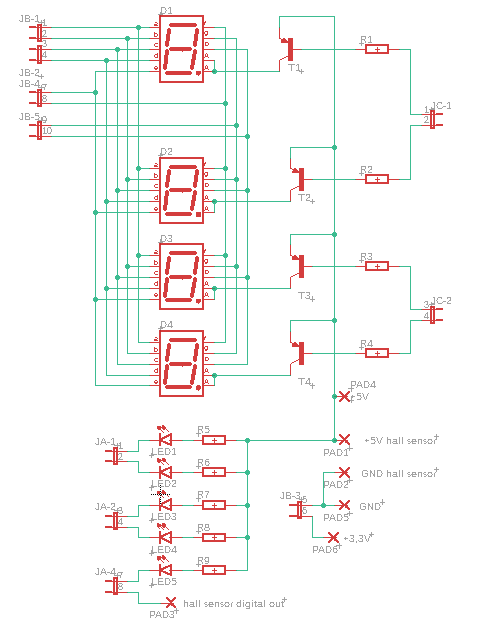 JB-1
1
2
3
4
JB-2
JB-4
7
8
JB-5
9
10
D1
a
b
c
d
e
g
D
A
A
T1
R1
JC-1
1
2
D2
a
b
c
d
e
g
D
A
A
T2
R2
D3
a
b
c
d
e
g
D
A
A
T3
R3
JC-2
3
4
D4
a
b
c
d
e
g
D
A
A
T4
R4
PAD4
+5V
JA-1
1
2
LED1
R5
PAD1
+5V hall sensor
LED2
R6
PAD2
GND hall sensor
JA-2
3
4
LED3
R7
JB-3
5
6
PAD5
GND
LED4
R8
PAD6
+3,3V
JA-4
7
8
LED5
R9
PAD3
hall sensor digital out